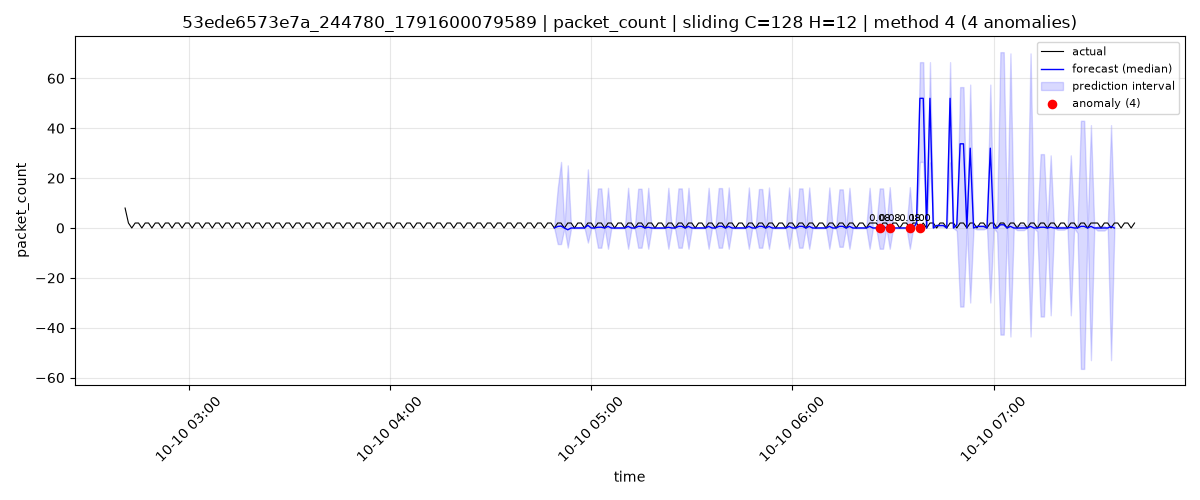 53ede6573e7a_244780_1791600079589 | packet_count | sliding C=128 H=12 | method 4 (4 anomalies)
actual
forecast (median)
prediction interval
anomaly (4)
packet_count
60
40
20
0
−20
−40
−60
10-10 03:00
10-10 04:00
10-10 05:00
10-10 06:00
10-10 07:00
time